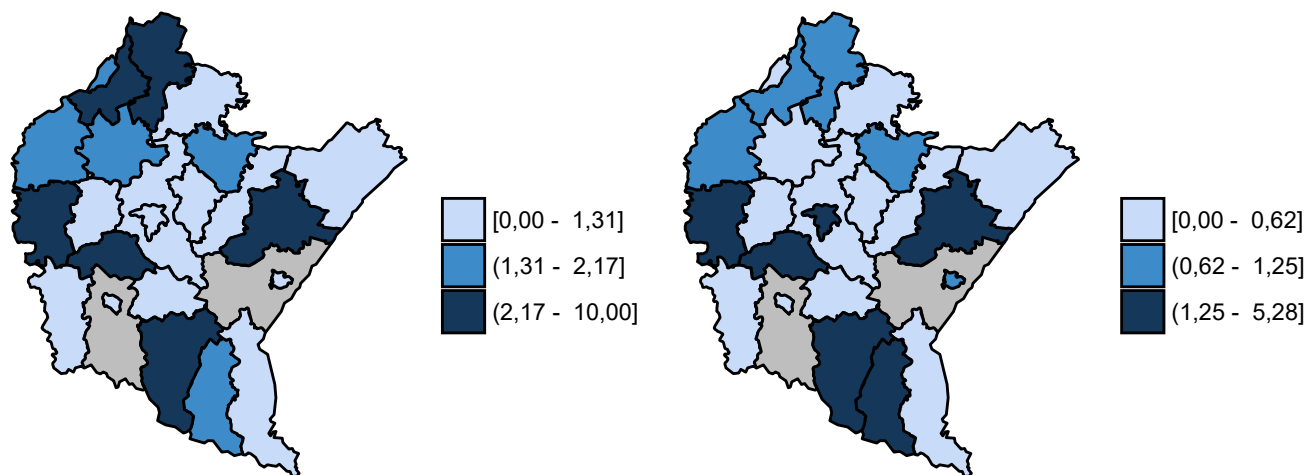 [0,00 - 1,31]
(1,31 - 2,17]
(2,17 - 10,00]
[0,00 - 0,62]
(0,62 - 1,25]
(1,25 - 5,28]